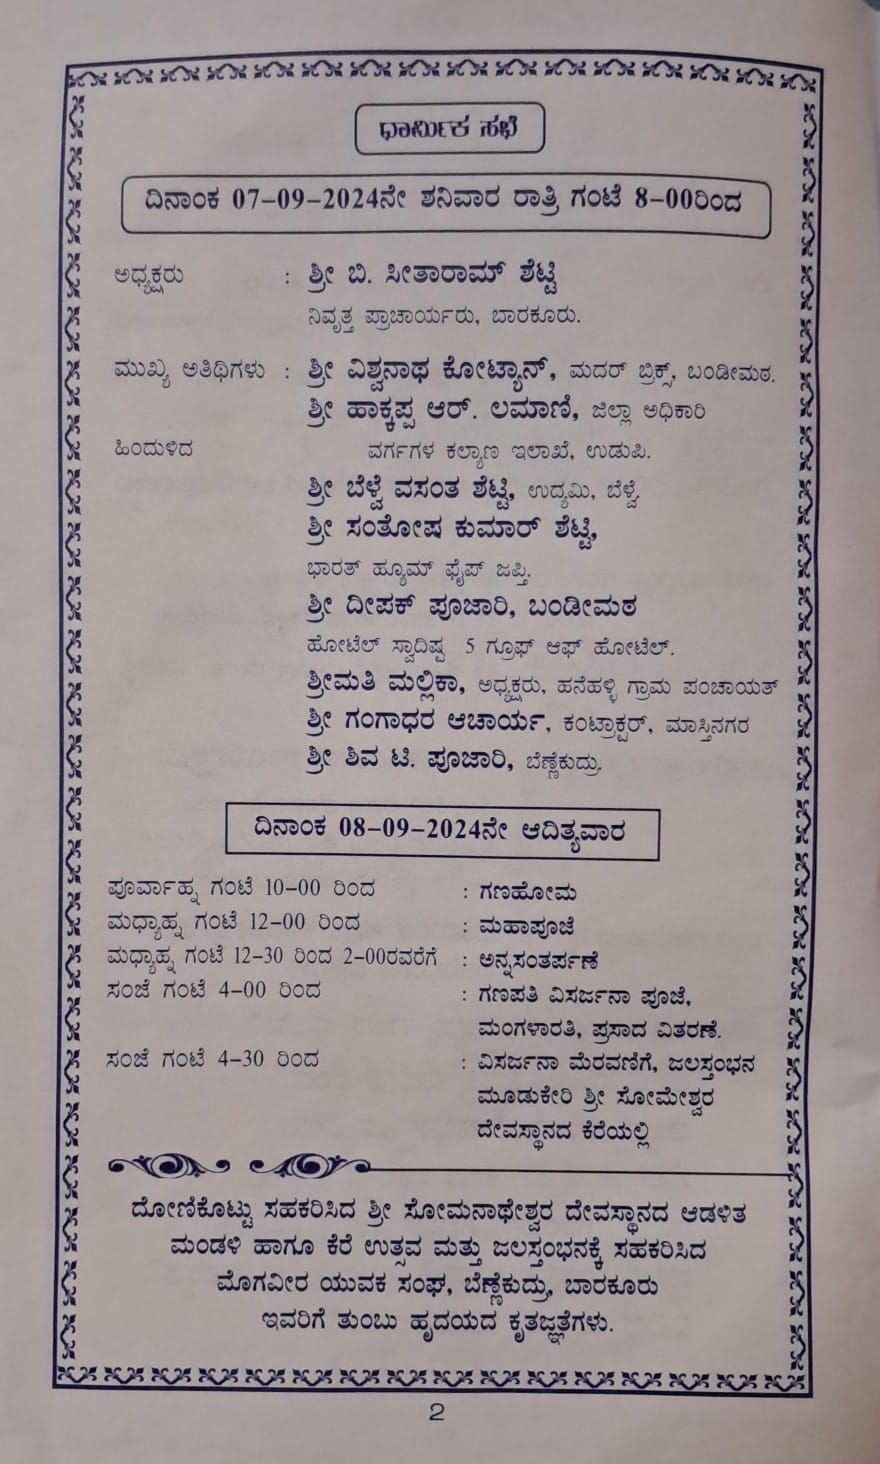 ಧಾರ್ಮಿಕ ಸಭೆ
ದಿನಾಂಕ 07-09-2024ನೇ ಶನಿವಾರ ರಾತ್ರಿ ಗಂಟೆ 8-00ರಿಂದ
ಅಧ್ಯಕ್ಷರು : ಶ್ರೀ ಬಿ. ಸೀತಾರಾಮ್ ಶೆಟ್ಟಿ
ನಿವೃತ್ತ ಪ್ರಾಚಾರ್ಯರು, ಬಾರಕೂರು.
ಮುಖ್ಯ ಅತಿಥಿಗಳು : ಶ್ರೀ ವಿಶ್ವನಾಥ ಕೋಟ್ಯಾನ್, ಮದರ್ ಬ್ರಿಕ್ಸ್, ಬಂಡೀಮಠ.
ಶ್ರೀ ಹಾಕ್ಕಪ್ಪ ಆರ್. ಲಮಾಣಿ, ಜಿಲ್ಲಾ ಅಧಿಕಾರಿ
ಹಿಂದುಳಿದ ವರ್ಗಗಳ ಕಲ್ಯಾಣ ಇಲಾಖೆ, ಉಡುಪಿ.
ಶ್ರೀ ಬೆಳ್ವೆ ವಸಂತ ಶೆಟ್ಟಿ, ಉದ್ಯಮಿ, ಬೆಳ್ವೆ.
ಶ್ರೀ ಸಂತೋಷ ಕುಮಾರ್ ಶೆಟ್ಟಿ,
ಭಾರತ್ ಹ್ಯೂಮ್ ಫೈಪ್ ಜಪ್ತಿ.
ಶ್ರೀ ದೀಪಕ್ ಪೂಜಾರಿ, ಬಂಡೀಮಠ
ಹೋಟೆಲ್ ಸ್ವಾದಿಷ್ಟ 5 ಗ್ರೂಫ್ ಆಫ್ ಹೋಟೆಲ್.
ಶ್ರೀಮತಿ ಮಲ್ಲಿಕಾ, ಅಧ್ಯಕ್ಷರು, ಹನೆಹಳ್ಳಿ ಗ್ರಾಮ ಪಂಚಾಯತ್
ಶ್ರೀ ಗಂಗಾಧರ ಆಚಾರ್ಯ, ಕಂಟ್ರಾಕ್ಟರ್, ಮಾಸ್ತಿನಗರ
ಶ್ರೀ ಶಿವ ಟಿ. ಪೂಜಾರಿ, ಬೆಣ್ಣೆಕುದ್ರು.
ದಿನಾಂಕ 08-09-2024ನೇ ಆದಿತ್ಯವಾರ
ಪೂರ್ವಾಹ್ನ ಗಂಟೆ 10-00 ರಿಂದ : ಗಣಹೋಮ
ಮಧ್ಯಾಹ್ನ ಗಂಟೆ 12-00 ರಿಂದ : ಮಹಾಪೂಜೆ
ಮಧ್ಯಾಹ್ನ ಗಂಟೆ 12-30 ರಿಂದ 2-00ರವರೆಗೆ : ಅನ್ನಸಂತರ್ಪಣೆ
ಸಂಜೆ ಗಂಟೆ 4-00 ರಿಂದ : ಗಣಪತಿ ವಿಸರ್ಜನಾ ಪೂಜೆ,
ಮಂಗಳಾರತಿ, ಪ್ರಸಾದ ವಿತರಣೆ.
ಸಂಜೆ ಗಂಟೆ 4-30 ರಿಂದ : ವಿಸರ್ಜನಾ ಮೆರವಣಿಗೆ, ಜಲಸ್ತಂಭನ
ಮೂಡುಕೇರಿ ಶ್ರೀ ಸೋಮೇಶ್ವರ
ದೇವಸ್ಥಾನದ ಕೆರೆಯಲ್ಲಿ
ದೋಣಿಕೊಟ್ಟು ಸಹಕರಿಸಿದ ಶ್ರೀ ಸೋಮನಾಥೇಶ್ವರ ದೇವಸ್ಥಾನದ ಆಡಳಿತ
ಮಂಡಳಿ ಹಾಗೂ ಕೆರೆ ಉತ್ಸವ ಮತ್ತು ಜಲಸ್ತಂಭನಕ್ಕೆ ಸಹಕರಿಸಿದ
ಮೊಗವೀರ ಯುವಕ ಸಂಘ, ಬೆಣ್ಣೆಕುದ್ರು, ಬಾರಕೂರು
ಇವರಿಗೆ ತುಂಬು ಹೃದಯದ ಕೃತಜ್ಞತೆಗಳು.
2